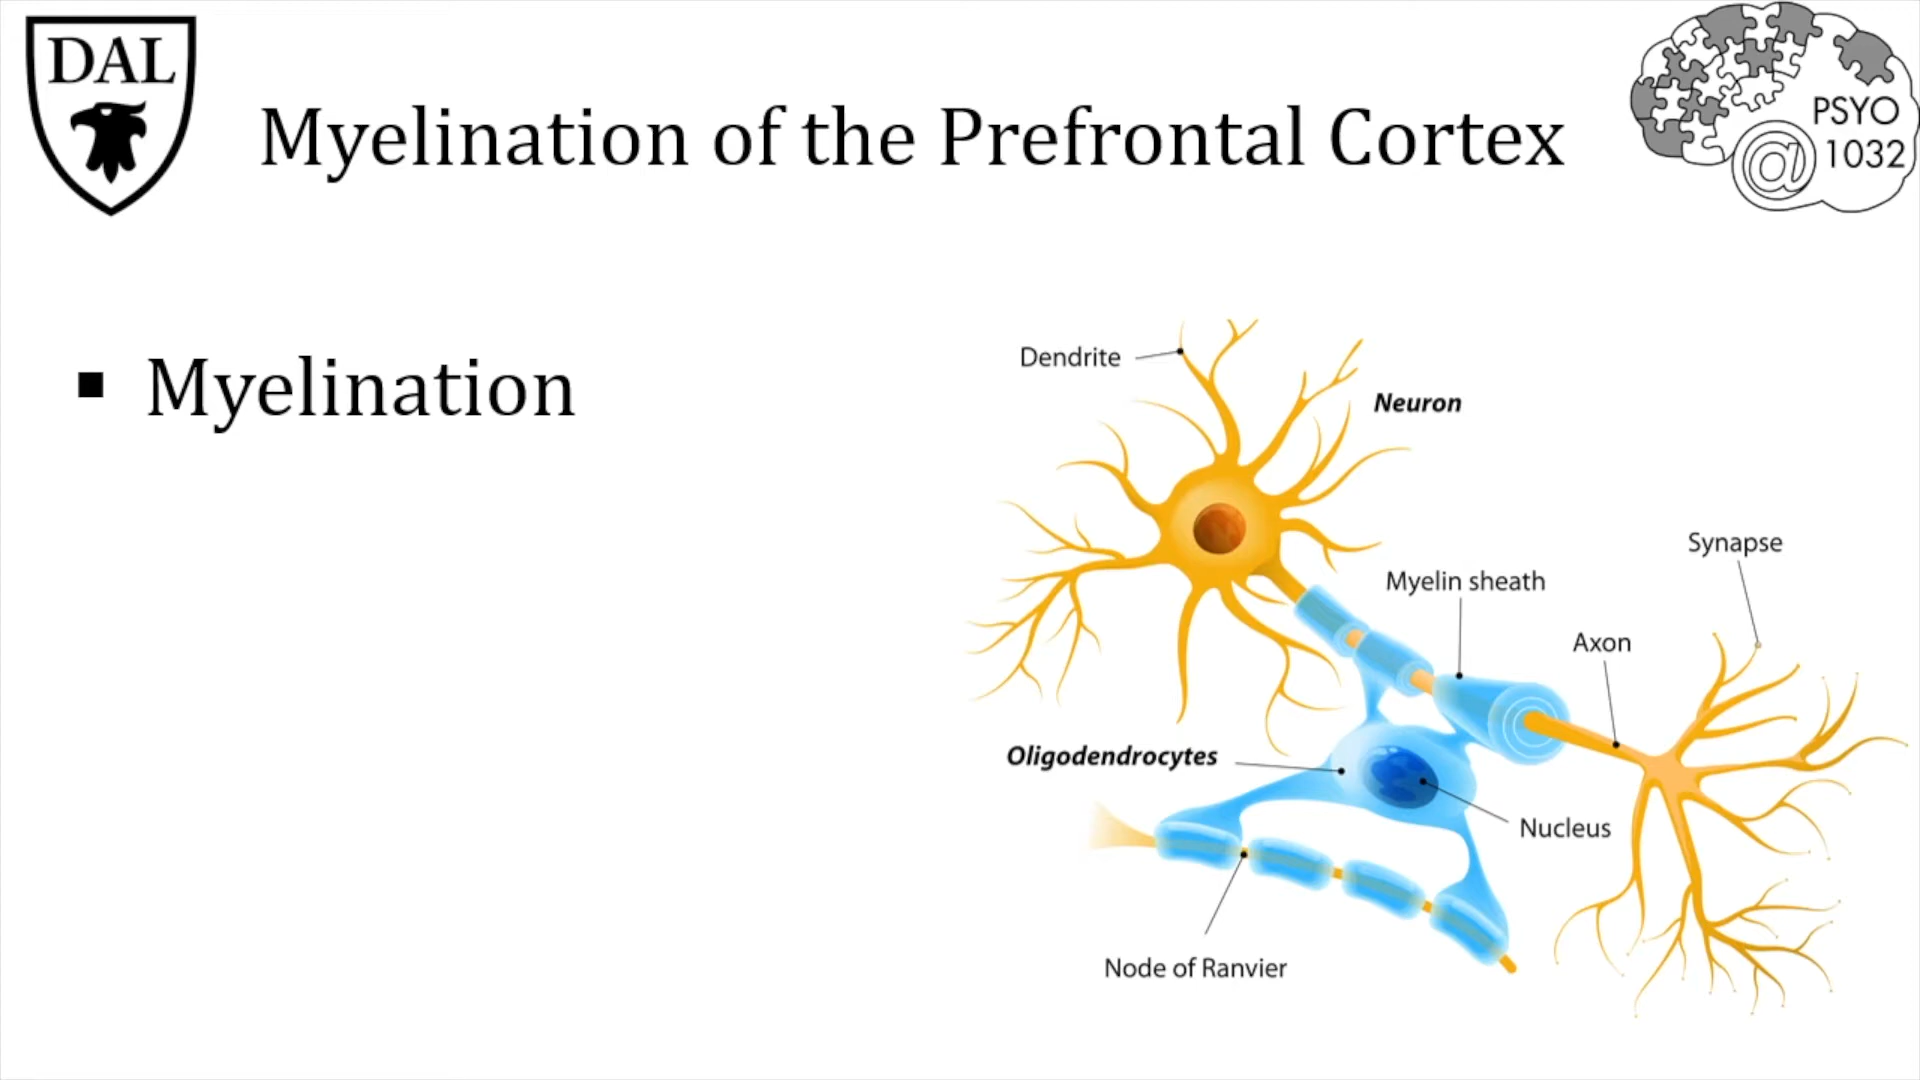 DAL
Myelination of the Prefrontal Cortex
PSYO
@ 1032
▪ Myelination
Dendrite
Neuron
Synapse
Myelin sheath
Axon
Oligodendrocytes
Nucleus
Node of Ranvier